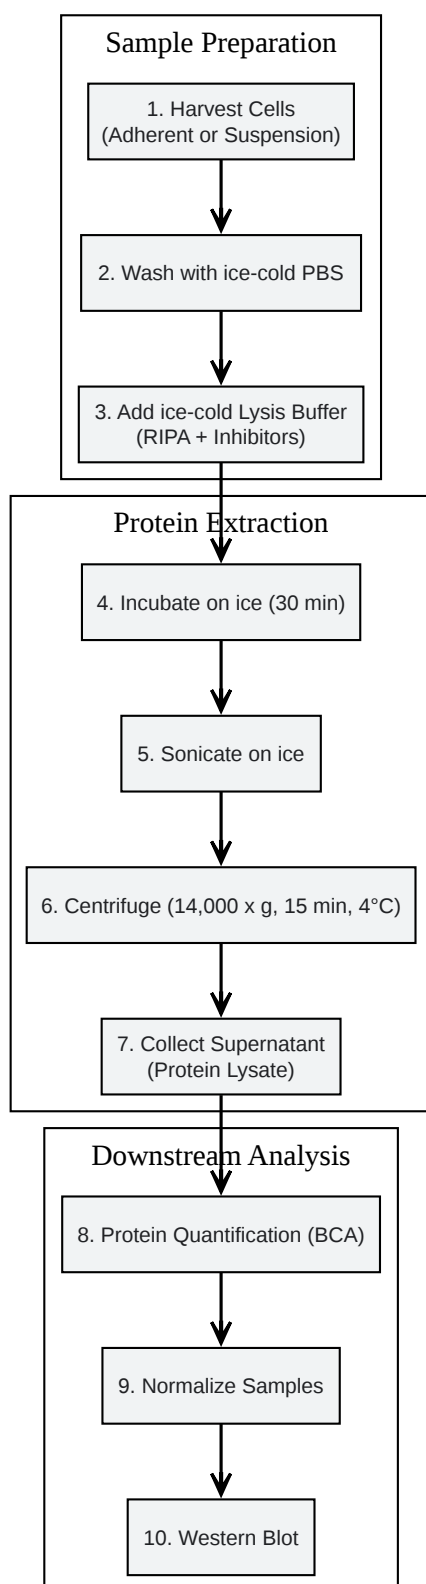 Sample Preparation
1. Harvest Cells
(Adherent or Suspension)
2. Wash with ice-cold PBS
3. Add ice-cold Lysis Buffer
(RIPA + Inhibitors)
Protein Extraction
4. Incubate on ice (30 min)
5. Sonicate on ice
6. Centrifuge (14,000 x g, 15 min, 4°C)
7. Collect Supernatant
(Protein Lysate)
Downstream Analysis
8. Protein Quantification (BCA)
9. Normalize Samples
10. Western Blot